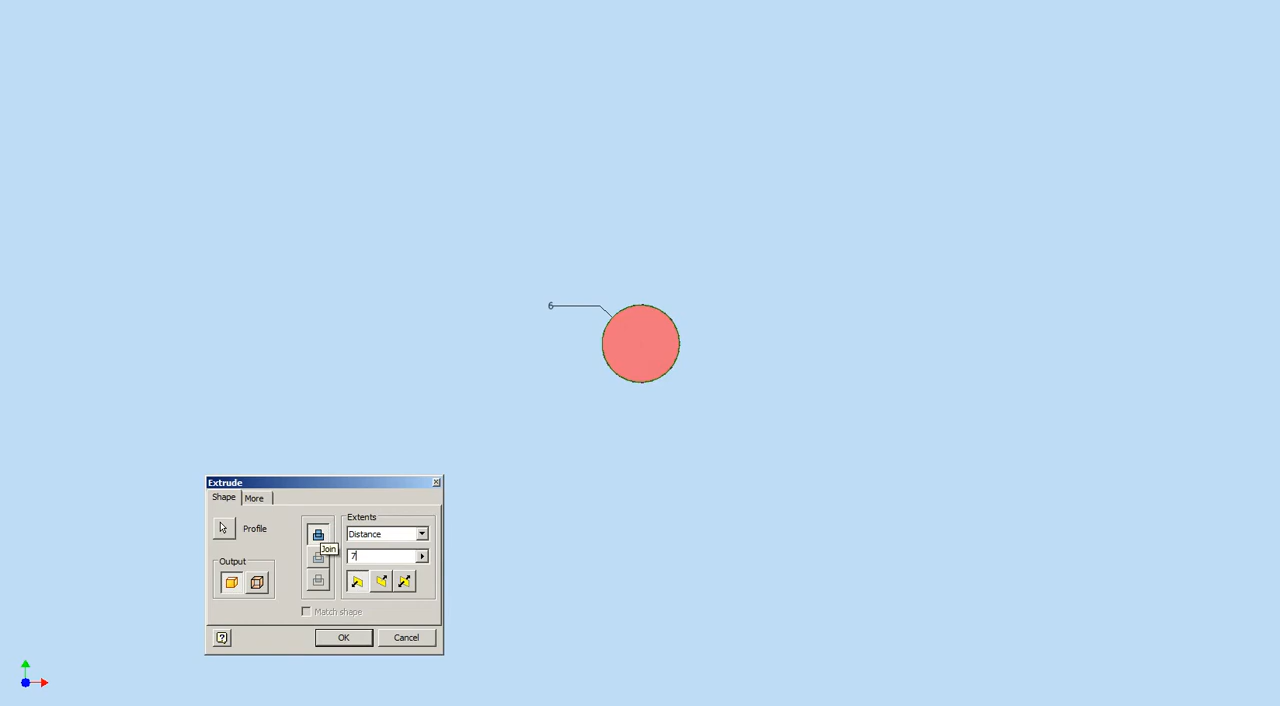 6
Extrude
Shape
More
Profile
Output
Join
Extents
Distance
7
Match shape
OK
Cancel